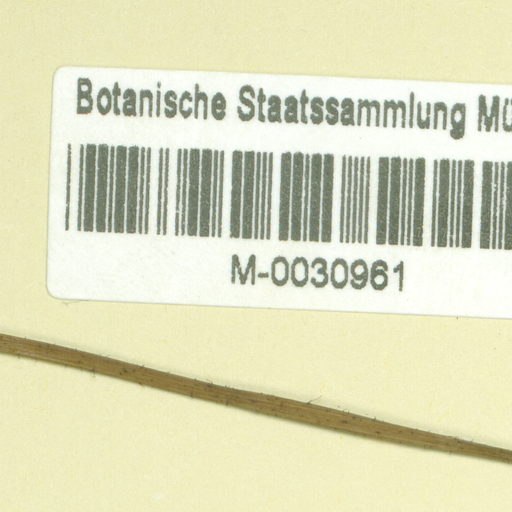 Botanische Staatssammlung Mü
M-0030961